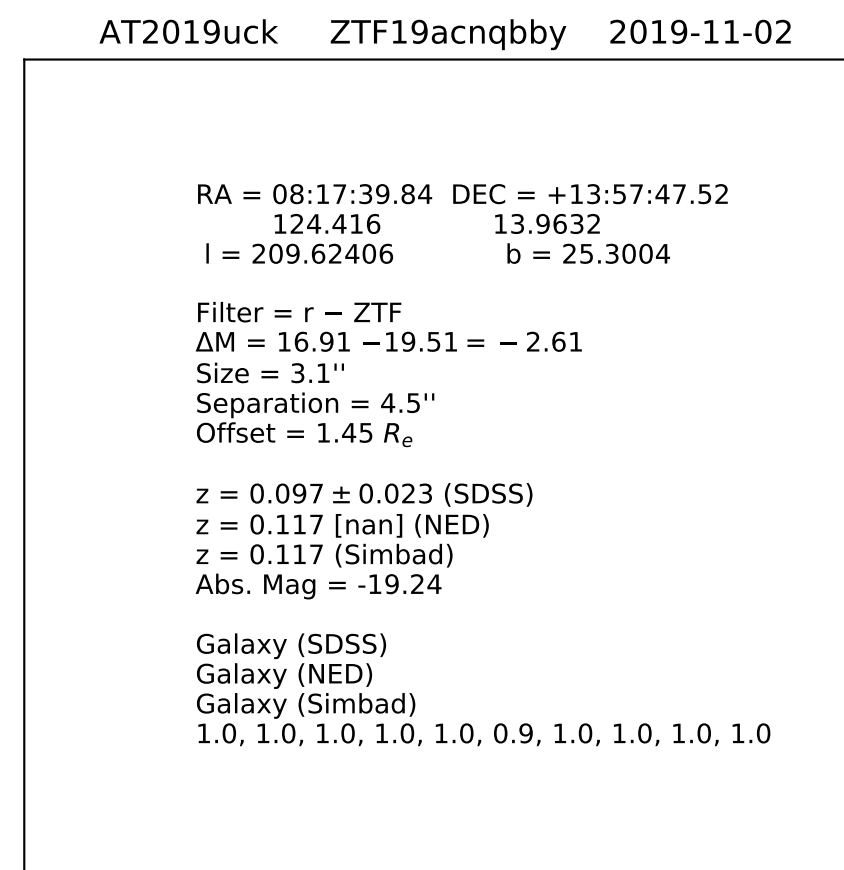 AT2019uck ZTF19acnqbby 2019-11-02
RA = 08:17:39.84 DEC = +13:57:47.52
124.416 13.9632
l = 209.62406 b = 25.3004
Filter = r − ZTF
ΔM = 16.91 −19.51 = − 2.61
Size = 3.1''
Separation = 4.5''
Offset = 1.45 Re
z = 0.097 ± 0.023 (SDSS)
z = 0.117 [nan] (NED)
z = 0.117 (Simbad)
Abs. Mag = -19.24
Galaxy (SDSS)
Galaxy (NED)
Galaxy (Simbad)
1.0, 1.0, 1.0, 1.0, 1.0, 0.9, 1.0, 1.0, 1.0, 1.0